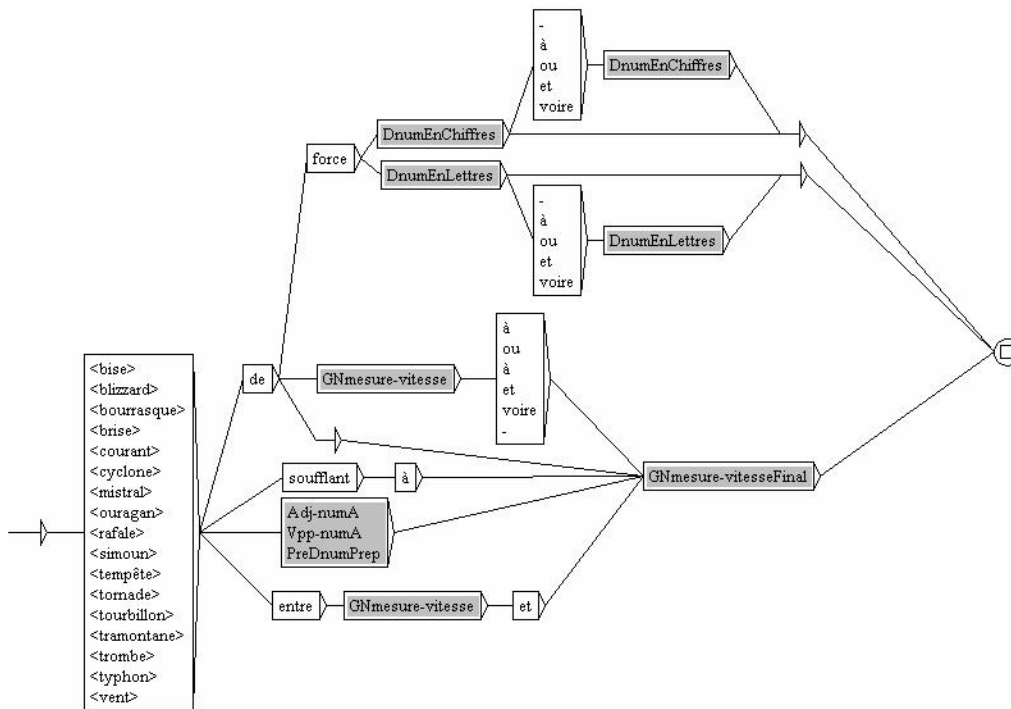 <bise>
<blizzard>
<bourrasque>
<brise>
<courant>
<cyclone>
<mistral>
<ouragan>
<rafale>
<simoun>
<tempête>
<tornade>
<tourbillon>
<tramontane>
<trombe>
<typhon>
<vent>
de
force
DnumEnChiffres
-
à
ou
et
voire
DnumEnChiffres
DnumEnLettres
-
à
ou
et
voire
DnumEnLettres
GNmesure-vitesse
à
ou
à
et
voire
-
soufflant
à
Adj-numA
Vpp-numA
PreDnumPrep
entre
GNmesure-vitesse
et
GNmesure-vitesseFinal